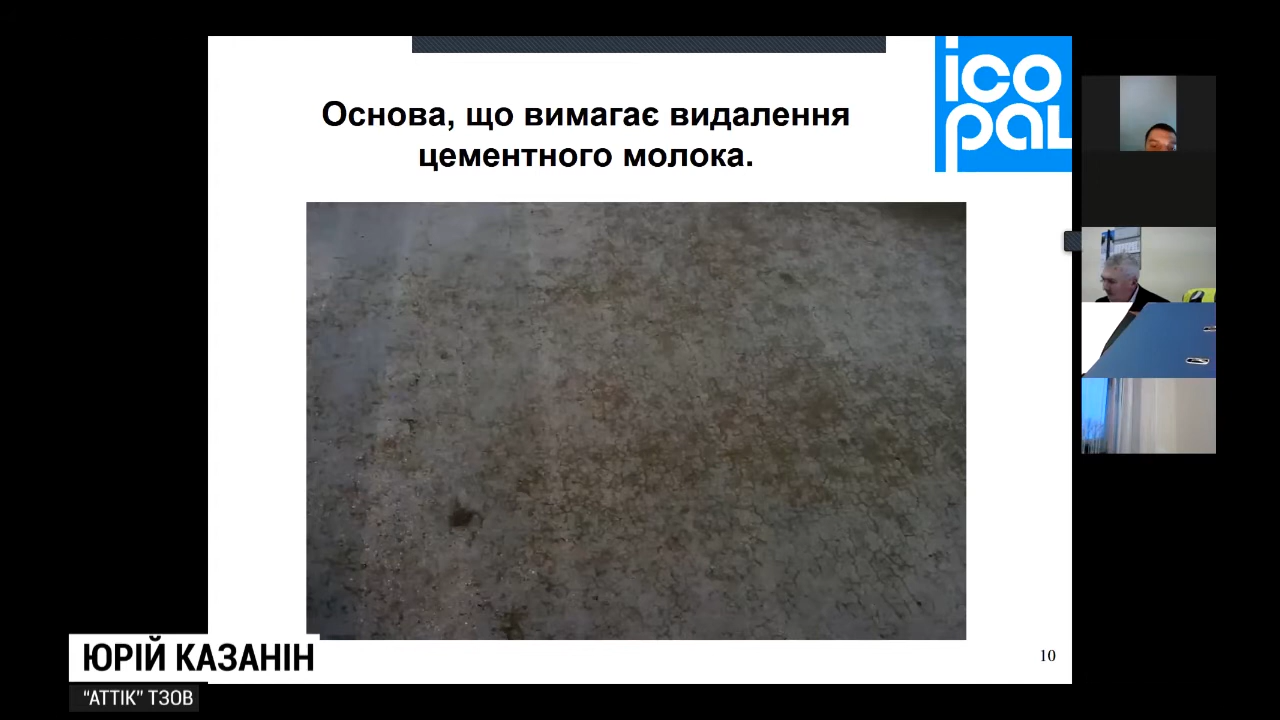 Основа, що вимагає видалення
цементного молока.
ico
pal
10
ЮРІЙ КАЗАНІН
“АТТІК” ТЗОВ